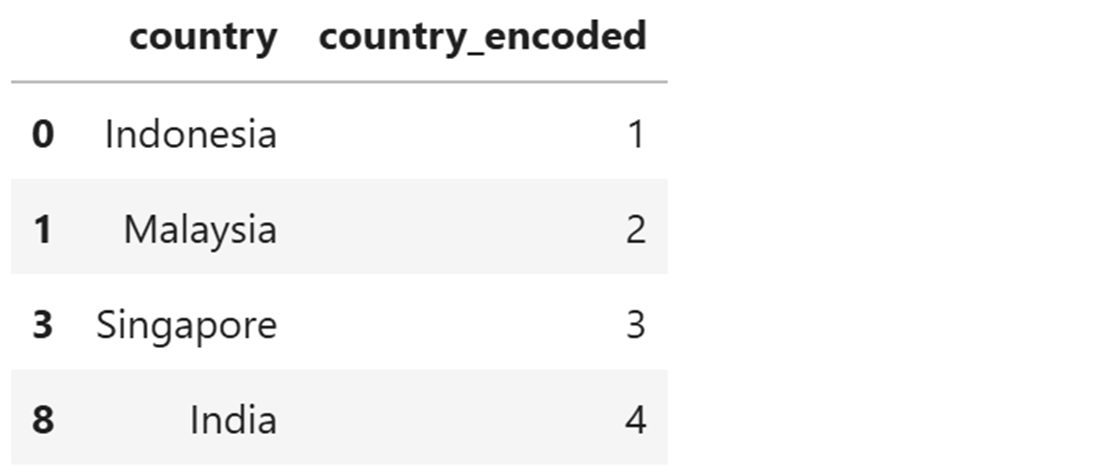 country country_encoded
0 Indonesia 1
1 Malaysia 2
3 Singapore 3
8 India 4